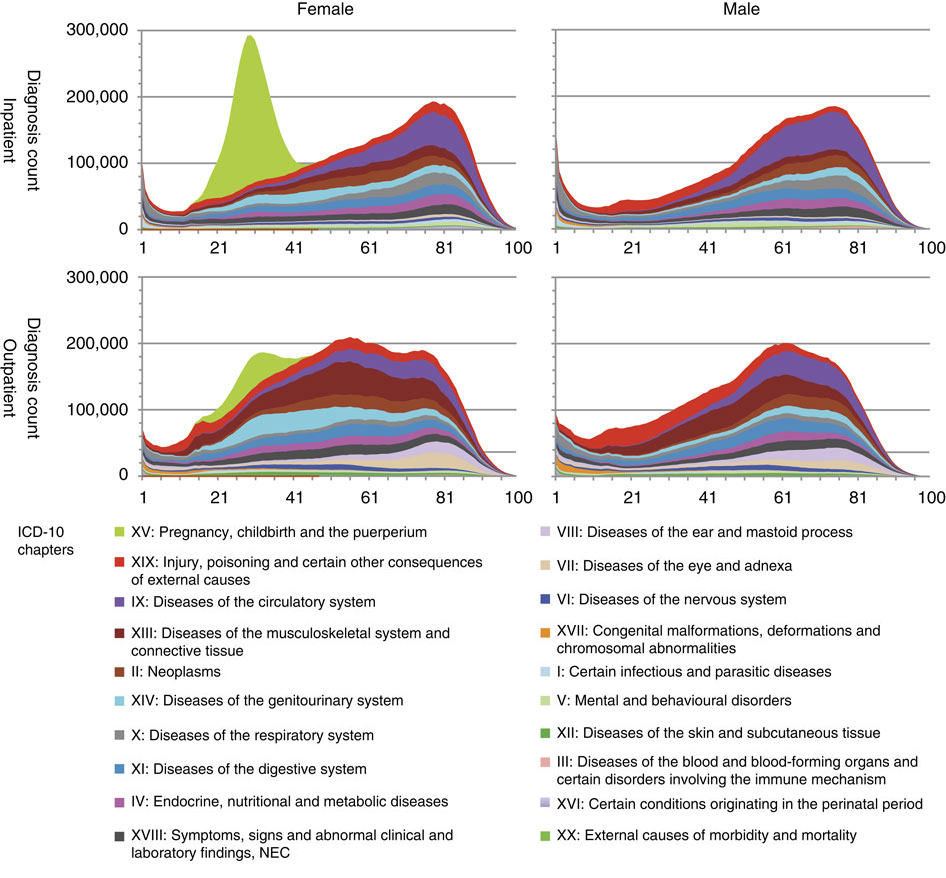 Female
Male
Diagnosis count
Inpatient
300,000
200,000
100,000
0
1 21 41 61 81 100
1 21 41 61 81 100
Diagnosis count
Outpatient
300,000
200,000
100,000
0
1 21 41 61 81 100
1 21 41 61 81 100
ICD-10
chapters
XV: Pregnancy, childbirth and the puerperium
XIX: Injury, poisoning and certain other consequences
of external causes
IX: Diseases of the circulatory system
XIII: Diseases of the musculoskeletal system and
connective tissue
II: Neoplasms
XIV: Diseases of the genitourinary system
X: Diseases of the respiratory system
XI: Diseases of the digestive system
IV: Endocrine, nutritional and metabolic diseases
XVIII: Symptoms, signs and abnormal clinical and
laboratory findings, NEC
VIII: Diseases of the ear and mastoid process
VII: Diseases of the eye and adnexa
VI: Diseases of the nervous system
XVII: Congenital malformations, deformations and
chromosomal abnormalities
I: Certain infectious and parasitic diseases
V: Mental and behavioural disorders
XII: Diseases of the skin and subcutaneous tissue
III: Diseases of the blood and blood-forming organs and
certain disorders involving the immune mechanism
XVI: Certain conditions originating in the perinatal period
XX: External causes of morbidity and mortality